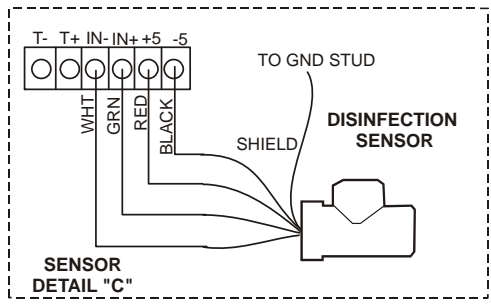 T- T+ IN- IN+ +5 -5
WHT
GRN
RED
BLACK
TO GND STUD
SHIELD
DISINFECTION
SENSOR
SENSOR
DETAIL "C"